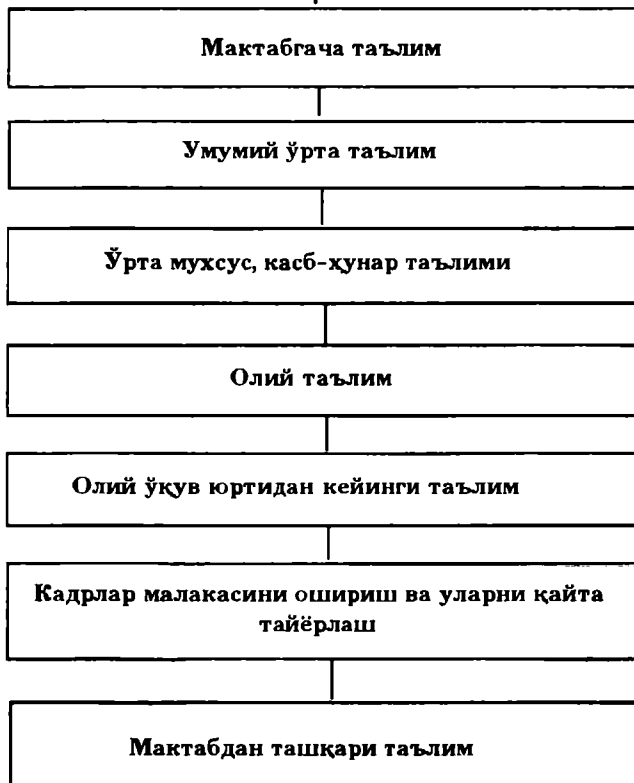 Мактабгача таълим
Умумий ўрта таълим
Ўрта мухсус, касб-ҳунар таълими
Олий таълим
Олий ўқув юртидан кейинги таълим
Кадрлар малакасини ошириш ва уларни қайта
тайёрлаш
Мактабдан ташқари таълим